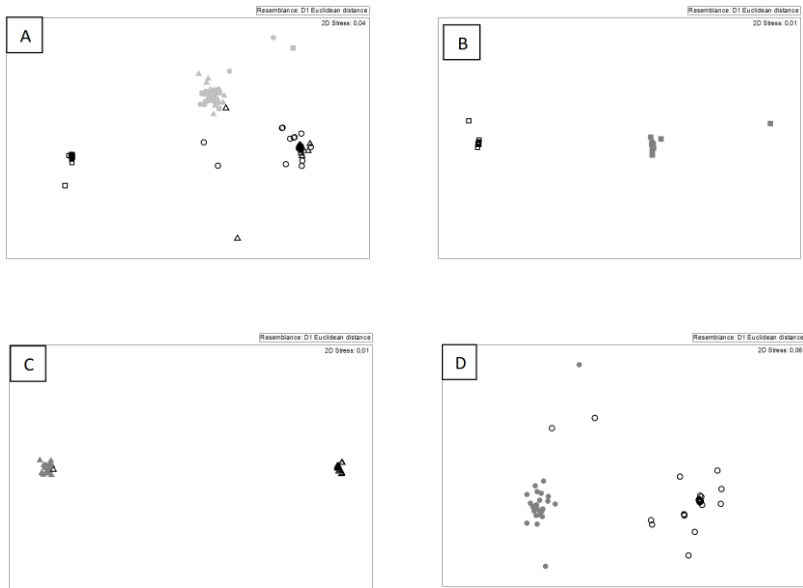 Resemblance: D1 Euclidean distance
2D Stress: 0,04
A
Resemblance: D1 Euclidean distance
2D Stress: 0,01
B
Resemblance: D1 Euclidean distance
2D Stress: 0,01
C
Resemblance: D1 Euclidean distance
2D Stress: 0,06
D